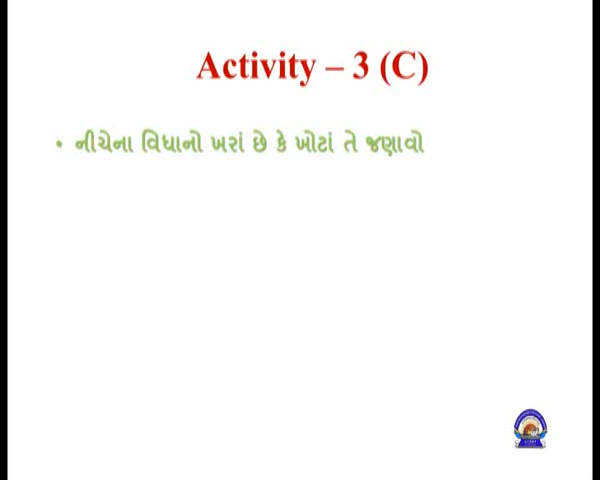 Activity – 3 (C)
• નીચેના વિધાનો ખરાં છે કે ખોટાં તે જણાવો